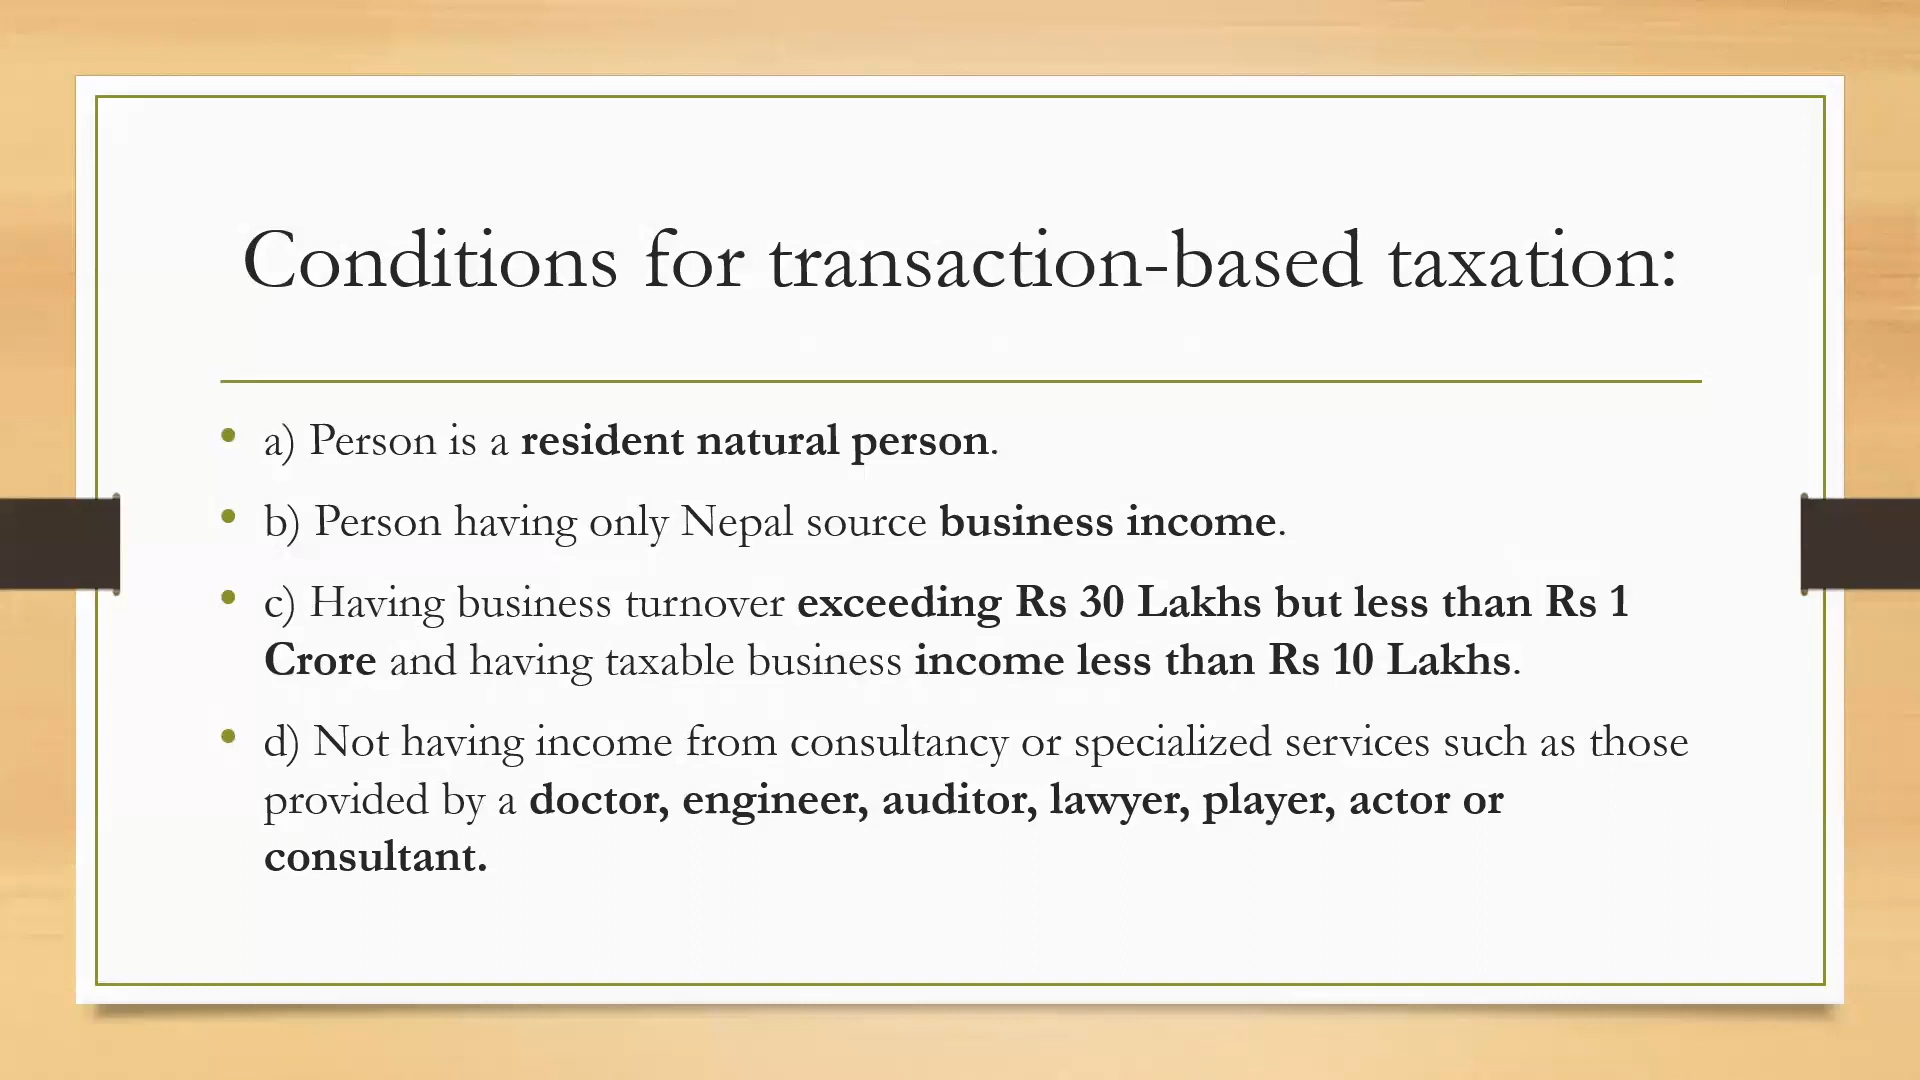 Conditions for transaction-based taxation:
• a) Person is a resident natural person.
• b) Person having only Nepal source business income.
• c) Having business turnover exceeding Rs 30 Lakhs but less than Rs 1
Crore and having taxable business income less than Rs 10 Lakhs.
• d) Not having income from consultancy or specialized services such as those
provided by a doctor, engineer, auditor, lawyer, player, actor or
consultant.